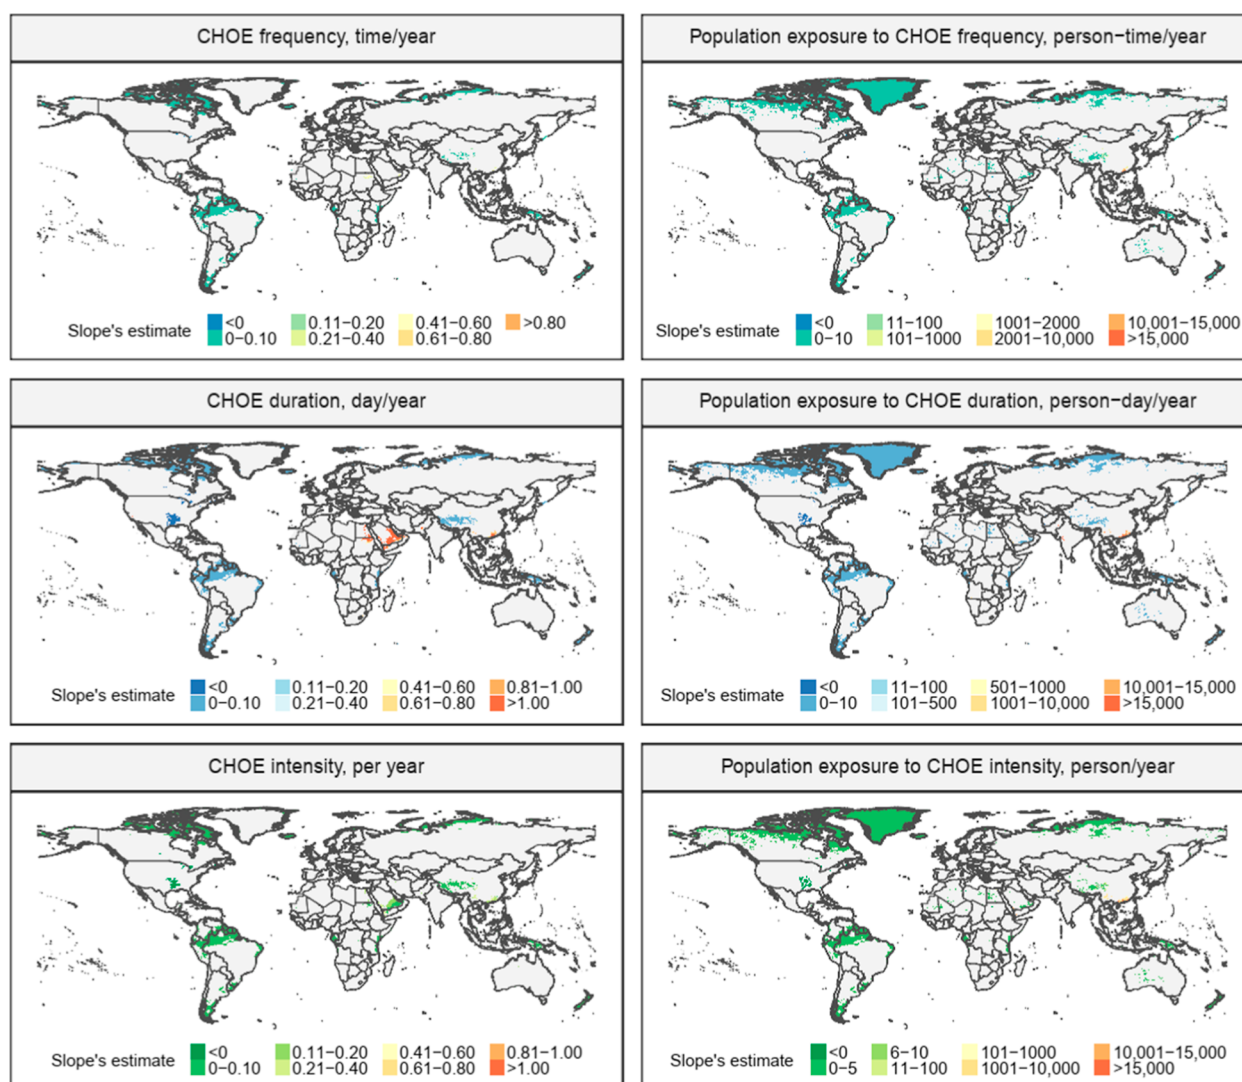 CHOE frequency, time/year
Population exposure to CHOE frequency, person−time/year
Slope's estimate
<0 0.11−0.20 0.41−0.60 >0.80
0−0.10 0.21−0.40 0.61−0.80
<0 11−100 1001−2000 10,001−15,000
Slope's estimate
0−10 101−1000 2001−10,000 >15,000
CHOE duration, day/year
Population exposure to CHOE duration, person−day/year
Slope's estimate
<0 0.11−0.20 0.41−0.60 0.81−1.00
0−0.10 0.21−0.40 0.61−0.80 >1.00
Slope's estimate
<0 11−100 501−1000 10,001−15,000
0−10 101−500 1001−10,000 >15,000
CHOE intensity, per year
Population exposure to CHOE intensity, person/year
Slope's estimate
<0 0.11−0.20 0.41−0.60 0.81−1.00
0−0.10 0.21−0.40 0.61−0.80 >1.00
Slope's estimate
<0 6−10 101−1000 10,001−15,000
0−5 11−100 1001−10,000 >15,000